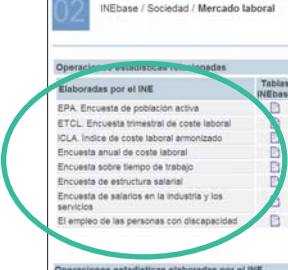 02
INEbase / Sociedad / Mercado laboral
Operaciones estadísticas relacionadas
Elaboradas por el INE
Tablas
INEbase
EPA. Encuesta de población activa
ETCL. Encuesta trimestral de coste laboral
ICLA. Índice de coste laboral armonizado
Encuesta anual de coste laboral
Encuesta sobre tiempo de trabajo
Encuesta de estructura salarial
Encuesta de salarios en la industria y los
servicios
El empleo de las personas con discapacidad
Operaciones estadísticas elaboradas por el INE